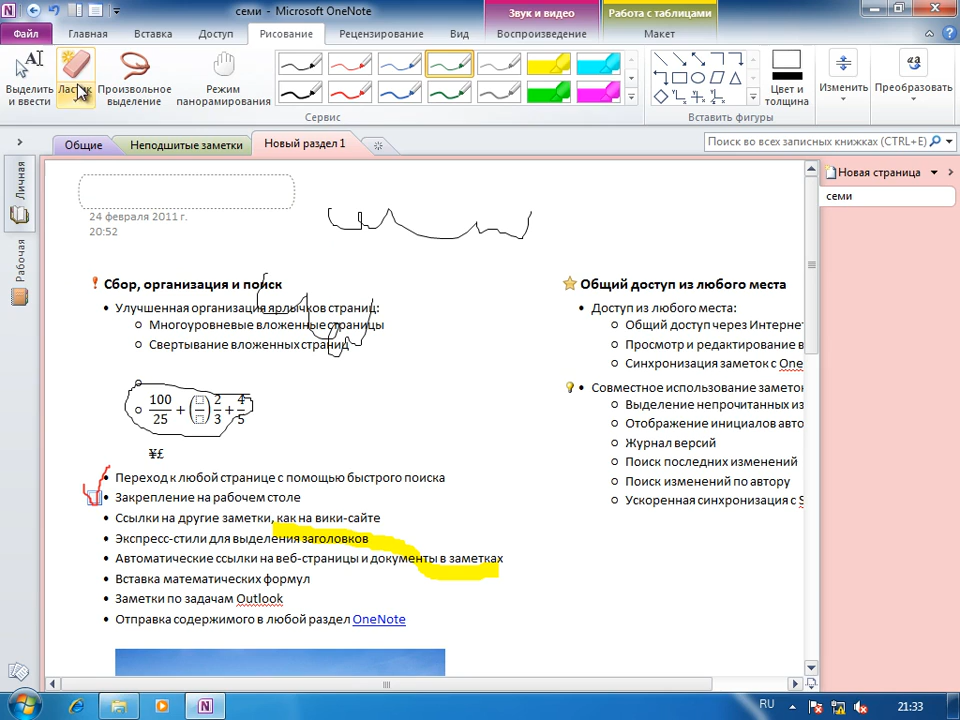 семи - Microsoft OneNote
Звук и видео
Работа с таблицами
Файл
Главная
Вставка
Доступ
Рисование
Рецензирование
Вид
Воспроизведение
Макет
Выделить и ввести
Ластик
Произвольное выделение
Режим панорамирования
Цвет и толщина
Изменить
Преобразовать
Сервис
Вставить фигуры
Общие
Неподшитые заметки
Новый раздел 1
Поиск во всех записных книжках (CTRL+E)
Личная
Рабочая
Новая страница
семи
24 февраля 2011 г.
20:52
Сбор, организация и поиск
• Улучшенная организация ярлычков страниц:
○ Многоуровневые вложенные страницы
○ Свертывание вложенных страниц
○ 100/25 + (⬚/⬚) 2/3 + 4/5
¥£
• Переход к любой странице с помощью быстрого поиска
• Закрепление на рабочем столе
• Ссылки на другие заметки, как на вики-сайте
• Экспресс-стили для выделения заголовков
• Автоматические ссылки на веб-страницы и документы в заметках
• Вставка математических формул
• Заметки по задачам Outlook
• Отправка содержимого в любой раздел OneNote
Общий доступ из любого места
• Доступ из любого места:
○ Общий доступ через Интернет
○ Просмотр и редактирование в
○ Синхронизация заметок с One
• Совместное использование заметок
○ Выделение непрочитанных из
○ Отображение инициалов авто
○ Журнал версий
○ Поиск последних изменений
○ Поиск изменений по автору
○ Ускоренная синхронизация с S
RU
21:33